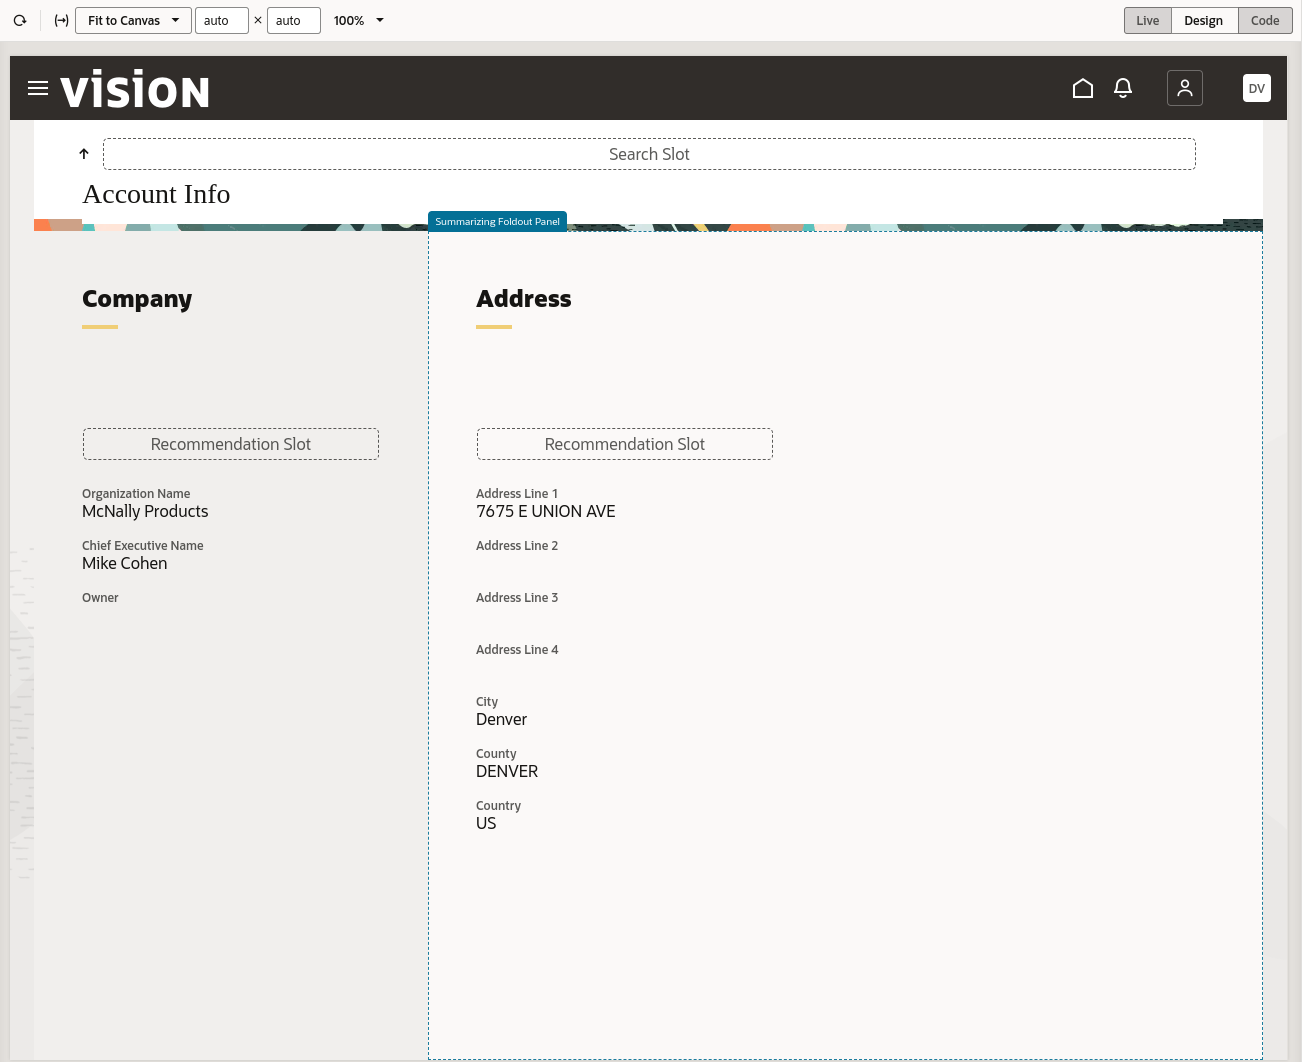 Fit to Canvas auto × auto 100% Live Design Code
vision DV
Search Slot
Account Info
Summarizing Foldout Panel
Company
Recommendation Slot
Organization Name
McNally Products
Chief Executive Name
Mike Cohen
Owner
Address
Recommendation Slot
Address Line 1
7675 E UNION AVE
Address Line 2
Address Line 3
Address Line 4
City
Denver
County
DENVER
Country
US